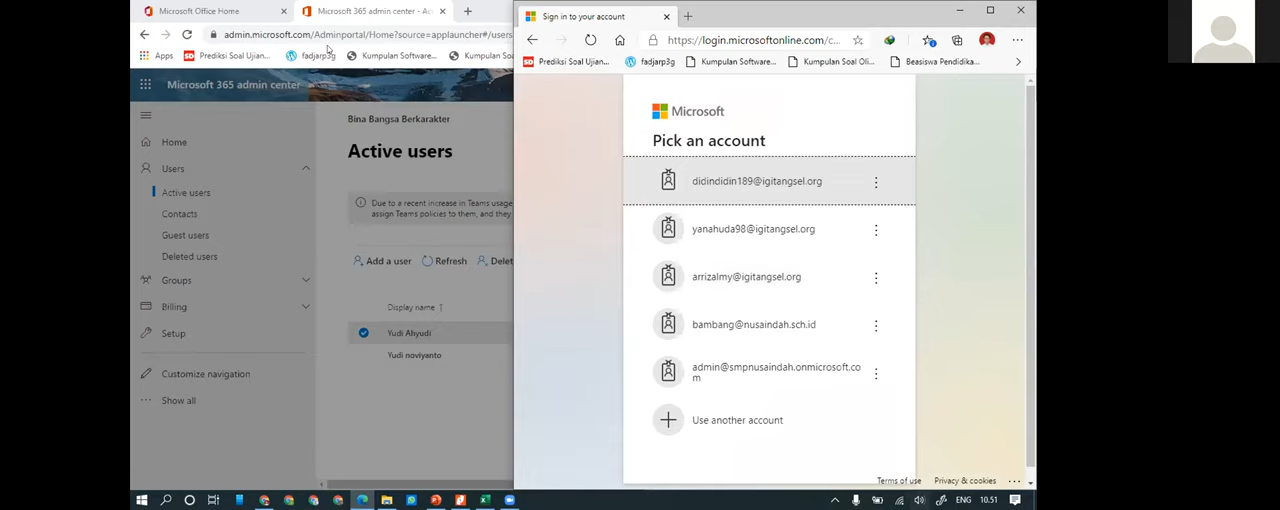 Microsoft Office Home
Microsoft 365 admin center - Ac
admin.microsoft.com/Adminportal/Home?source=applauncher#/users
Apps
Prediksi Soal Ujian...
fadjarp3g
Kumpulan Software...
Kumpulan S
Microsoft 365 admin center
Home
Users
Active users
Contacts
Guest users
Deleted users
Groups
Billing
Setup
Customize navigation
Show all
Bina Bangsa Berkarakter
Active users
Due to a recent increase in Teams usage
assign Teams policies to them, and they
Add a user
Refresh
Delet
Display name ↑
Yudi Ahyudi
Yudi noviyanto
Sign in to your account
https://login.microsoftonline.com/c...
Prediksi Soal Ujian...
fadjarp3g
Kumpulan Software...
Kumpulan Soal Oli...
Beasiswa Pendidika...
Microsoft
Pick an account
didindidin189@igitangsel.org
yanahuda98@igitangsel.org
arrizalmy@igitangsel.org
bambang@nusaindah.sch.id
admin@smpnusaindah.onmicrosoft.co
m
Use another account
Terms of use
Privacy & cookies
...
ENG
10.51